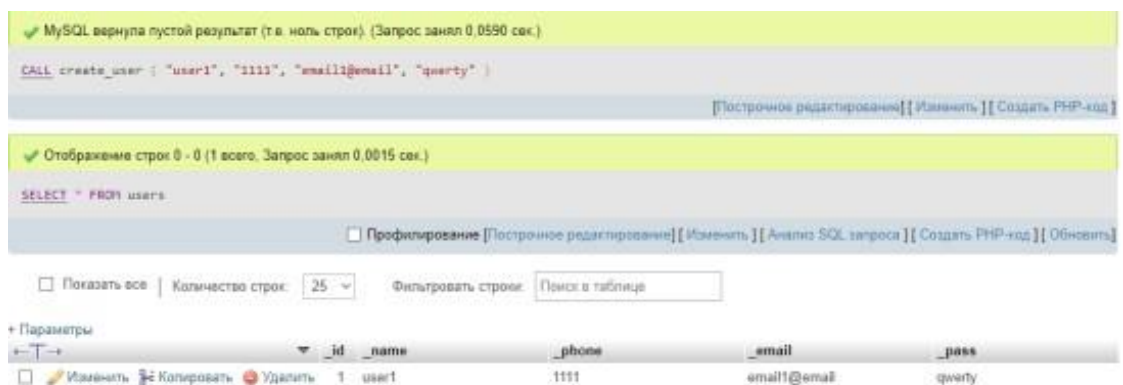 MySQL вернула пустой результат (т.е. ноль строк). (Запрос занял 0,0590 сек.)
CALL create_user ( "user1", "1111", "email1@email", "qwerty" )
[Построчное редактирование] [ Изменить ] [ Создать PHP-код ]
Отображение строк 0 - 0 (1 всего, Запрос занял 0,0015 сек.)
SELECT * FROM users
Профилирование [Построчное редактирование] [ Изменить ] [ Анализ SQL запроса ] [ Создать PHP-код ] [ Обновить]
Показать все | Количество строк: 25 Фильтровать строки: Поиск в таблице
+ Параметры
←T→ ▼ _id _name _phone _email _pass
Изменить Копировать Удалить 1 user1 1111 email1@email qwerty